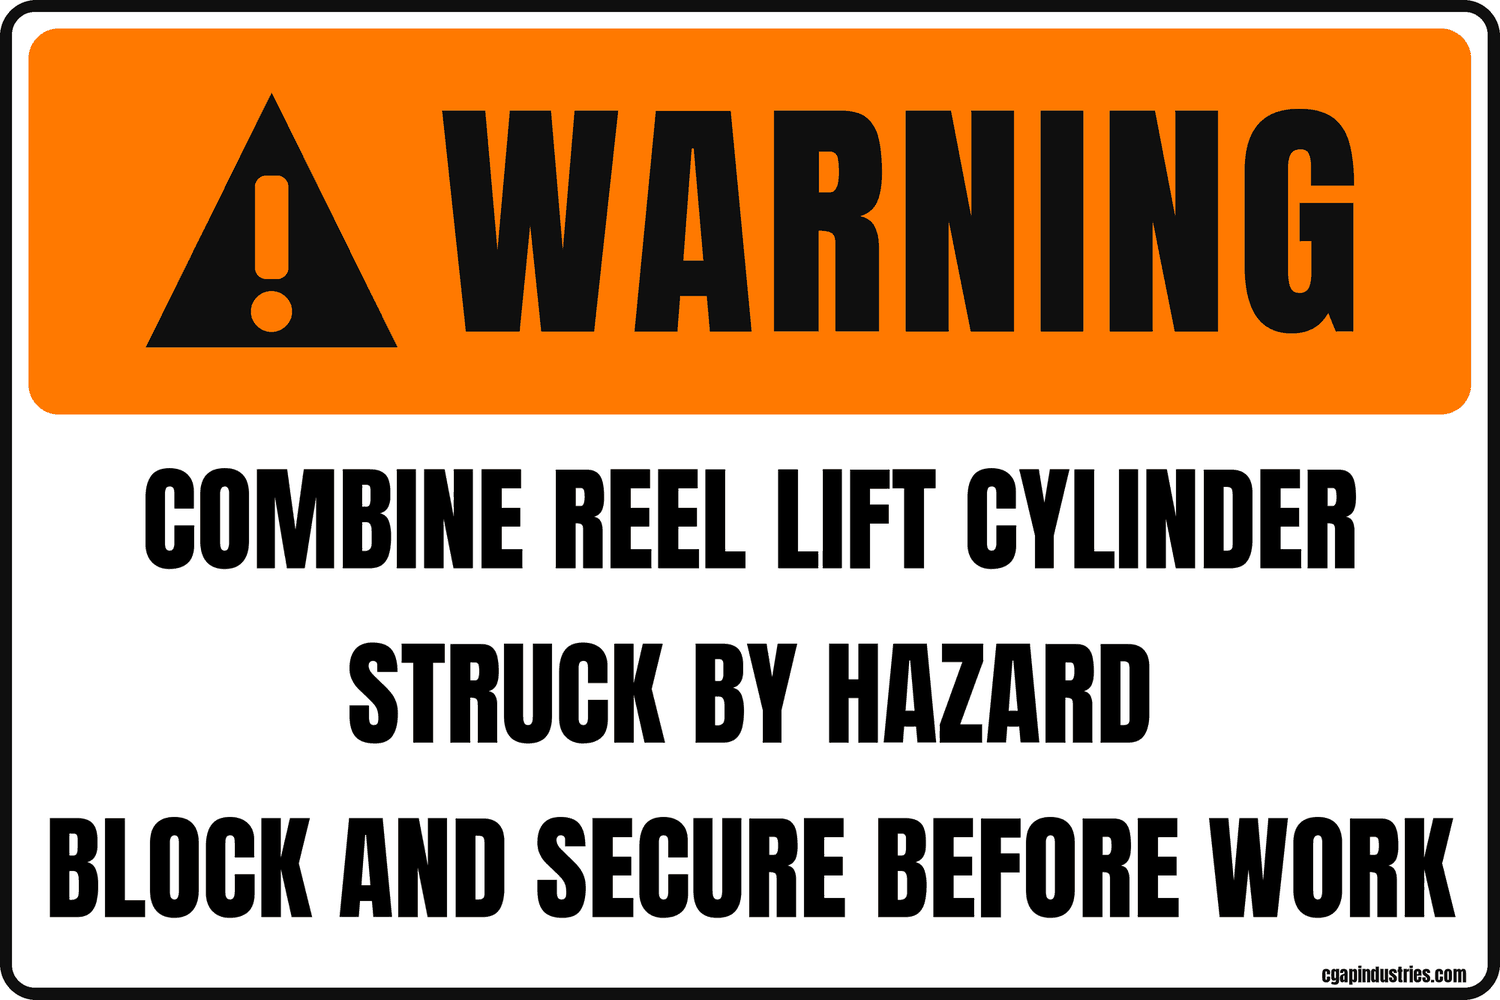 WARNING
COMBINE REEL LIFT CYLINDER
STRUCK BY HAZARD
BLOCK AND SECURE BEFORE WORK
cgapindustries.com